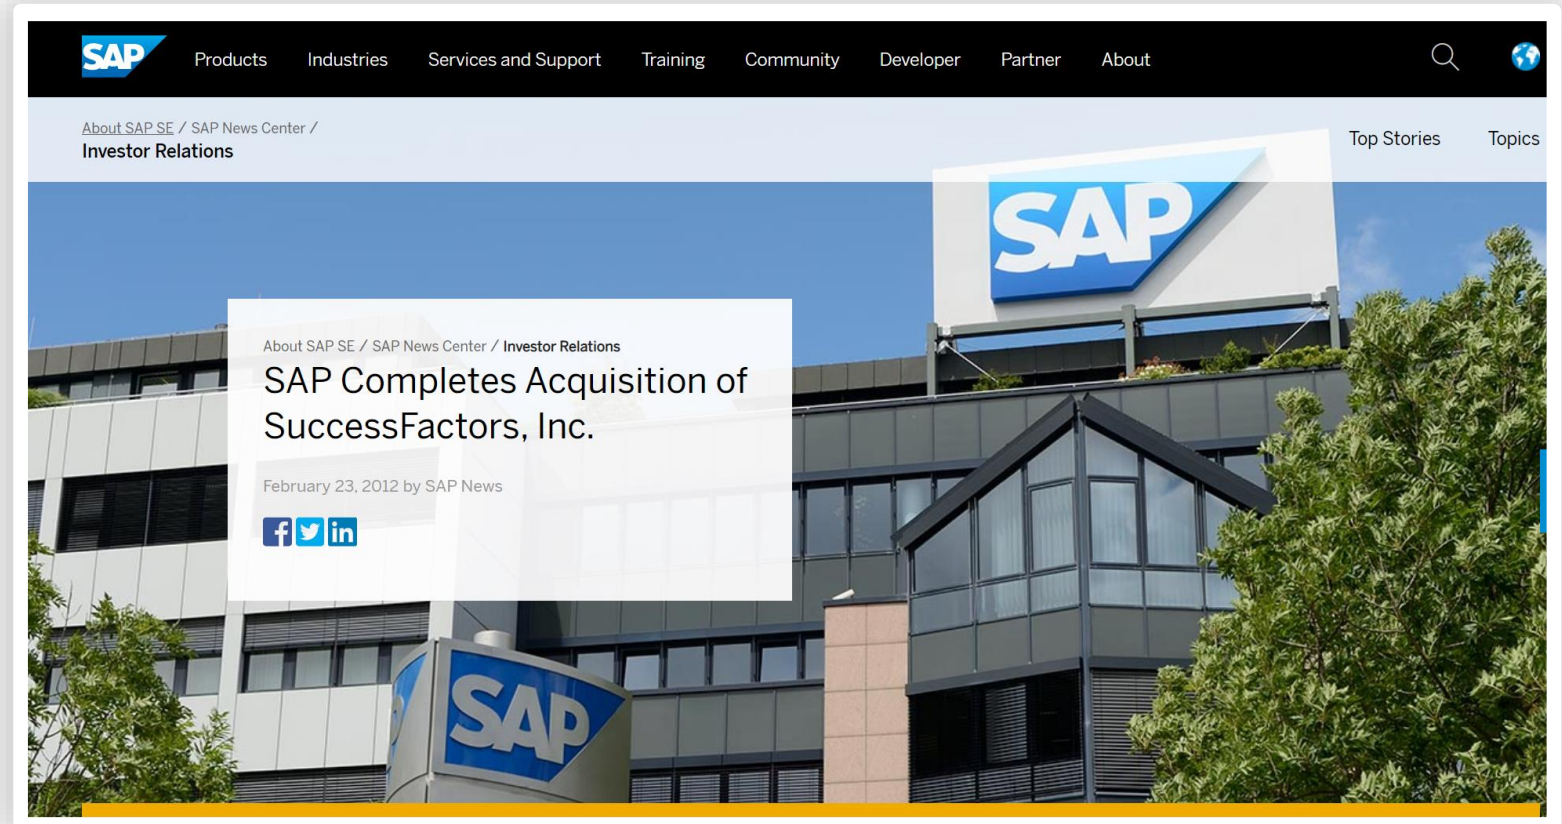 SAP
Products
Industries
Services and Support
Training
Community
Developer
Partner
About
About SAP SE / SAP News Center /
Investor Relations
Top Stories
Topics
SAP
About SAP SE / SAP News Center / Investor Relations
SAP Completes Acquisition of
SuccessFactors, Inc.
February 23, 2012 by SAP News
f
in
SAP